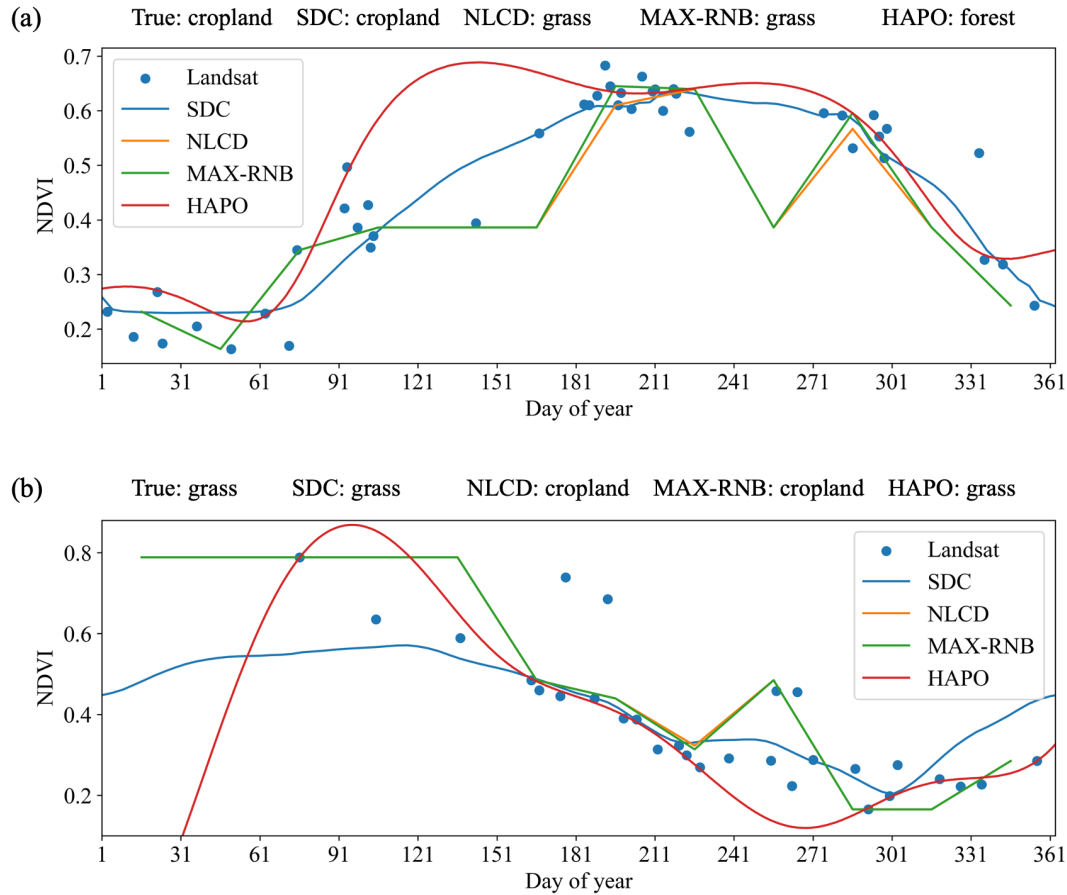 (a) True: cropland SDC: cropland NLCD: grass MAX-RNB: grass HAPO: forest
0.7
0.6
0.5
0.4
0.3
0.2
NDVI
Landsat
SDC
NLCD
MAX-RNB
HAPO
1 31 61 91 121 151 181 211 241 271 301 331 361
Day of year
(b) True: grass SDC: grass NLCD: cropland MAX-RNB: cropland HAPO: grass
0.8
0.6
0.4
0.2
NDVI
Landsat
SDC
NLCD
MAX-RNB
HAPO
1 31 61 91 121 151 181 211 241 271 301 331 361
Day of year